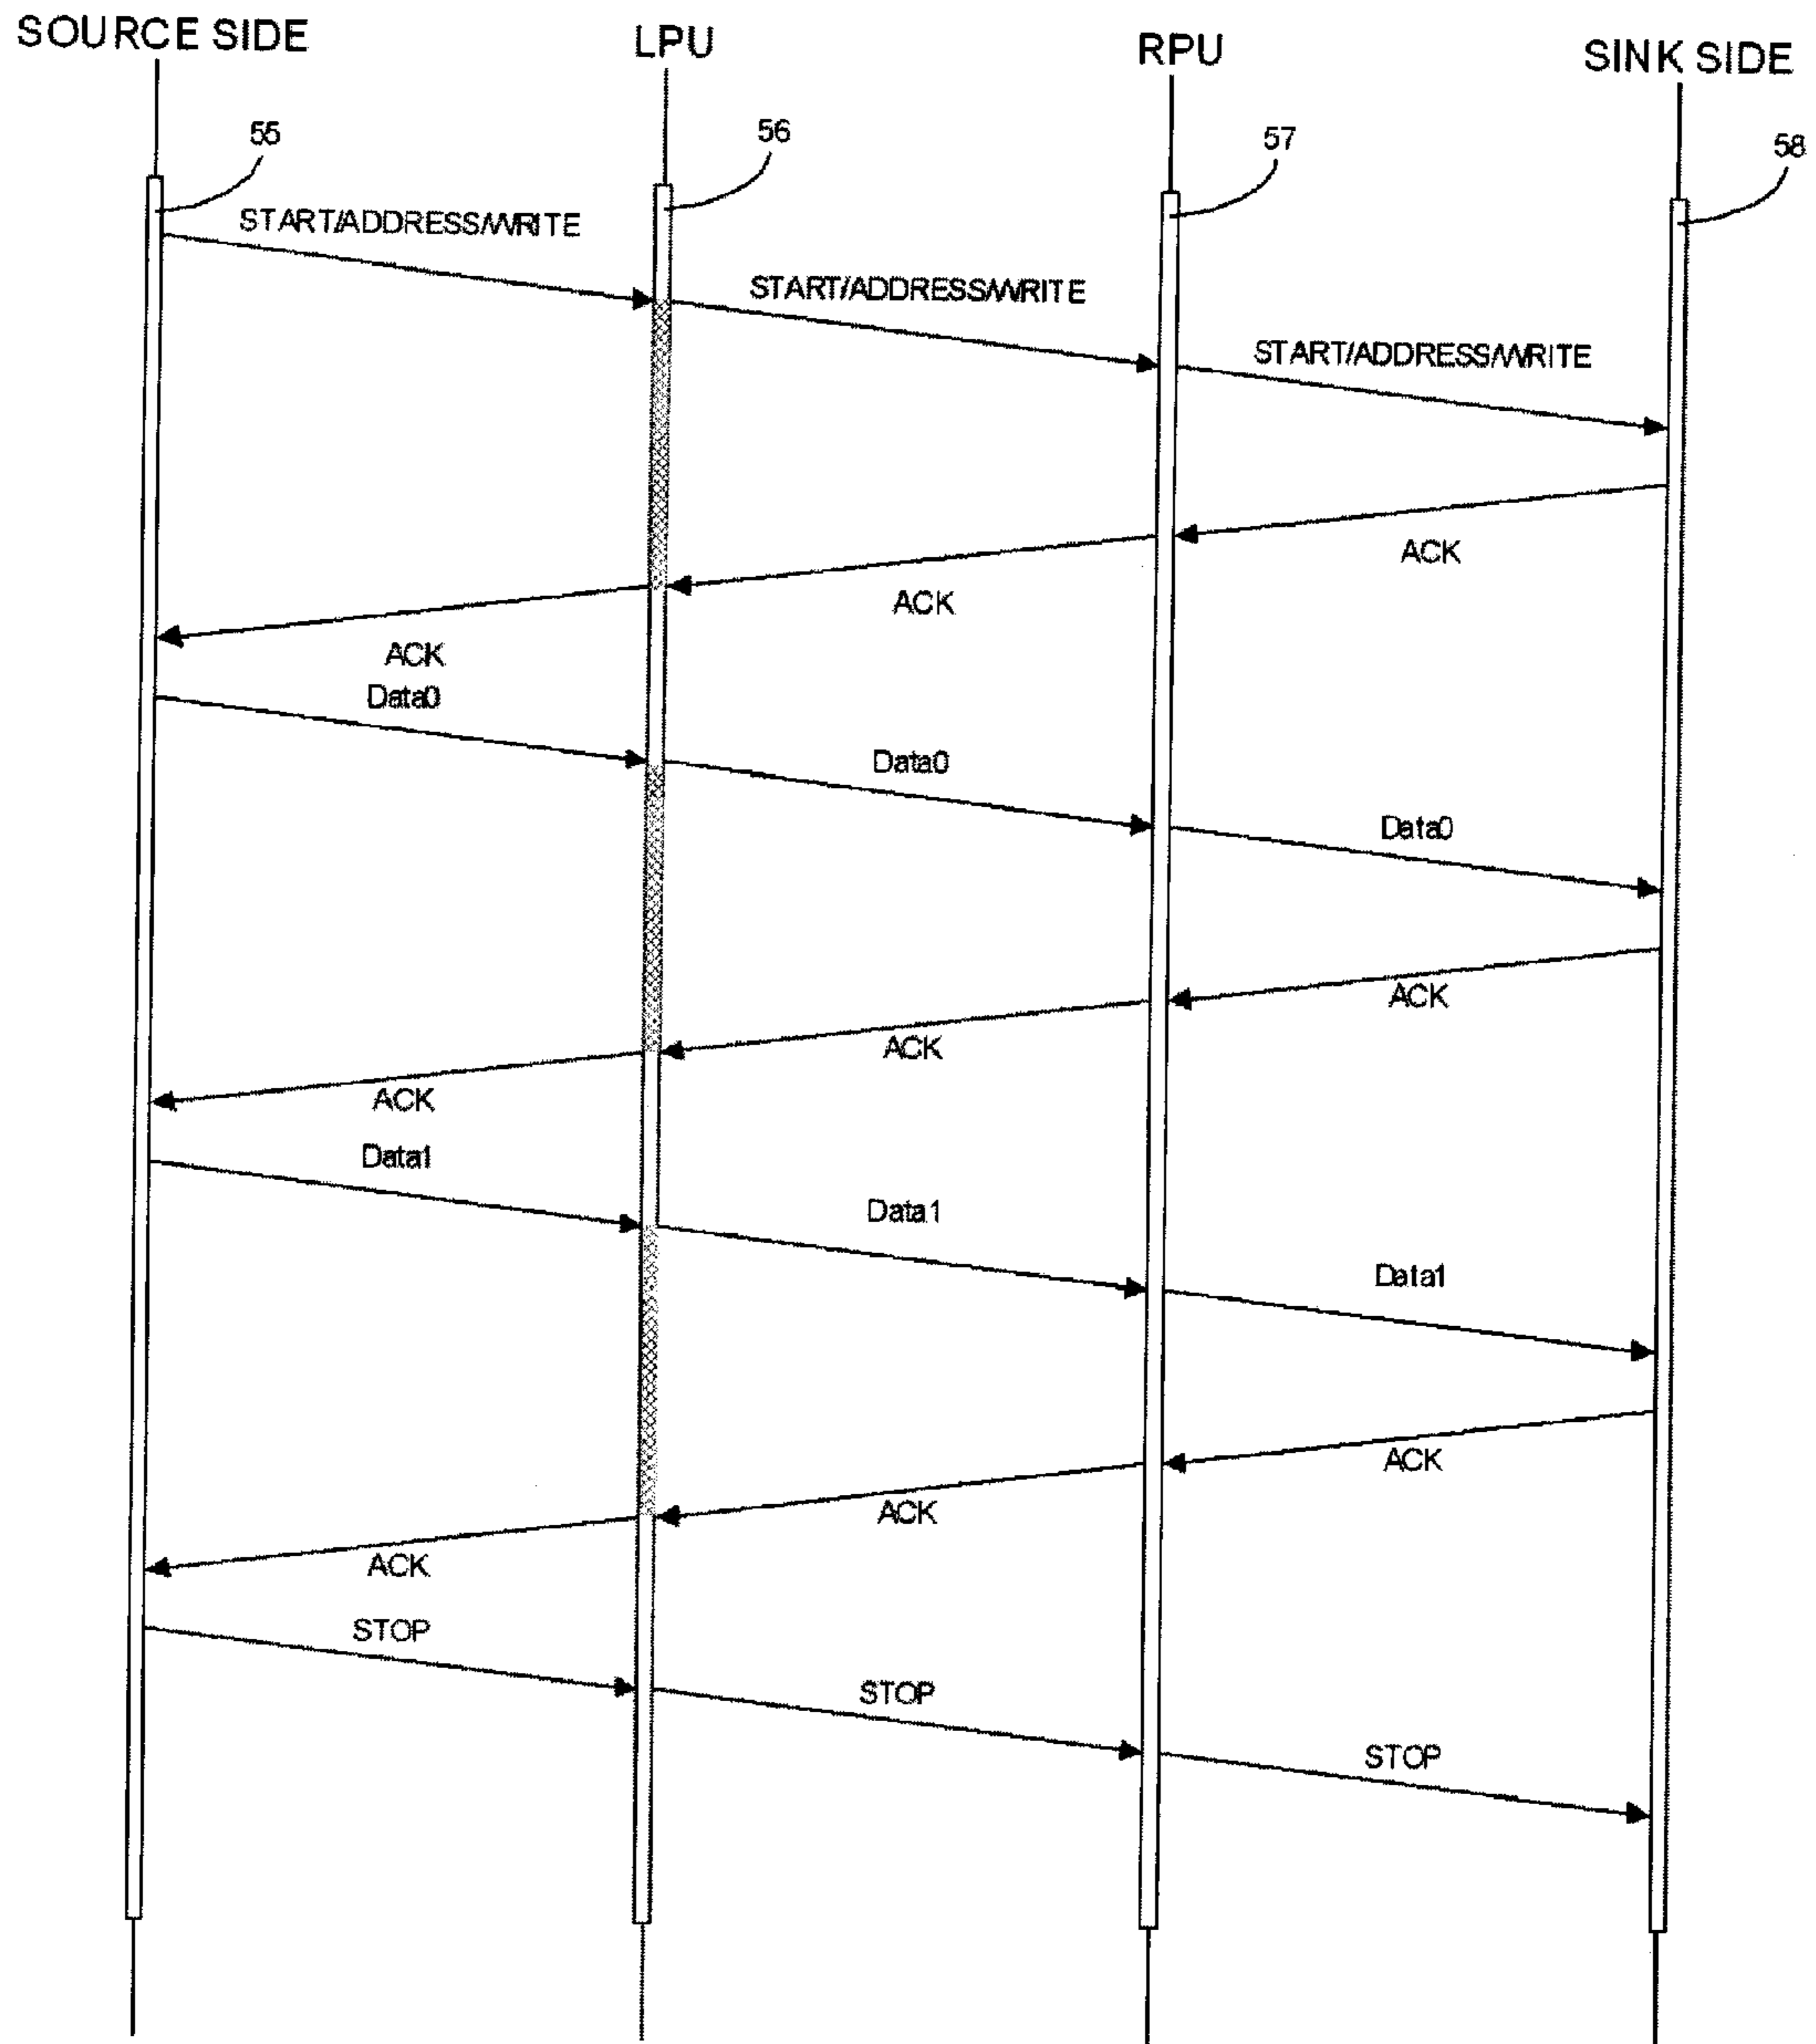 SOURCE SIDE
LPU
RPU
SINK SIDE
55
56
57
58
START/ADDRESS/WRITE
START/ADDRESS/WRITE
START/ADDRESS/WRITE
ACK
ACK
ACK
Data0
Data0
Data0
ACK
ACK
ACK
Data1
Data1
Data1
ACK
ACK
ACK
STOP
STOP
STOP